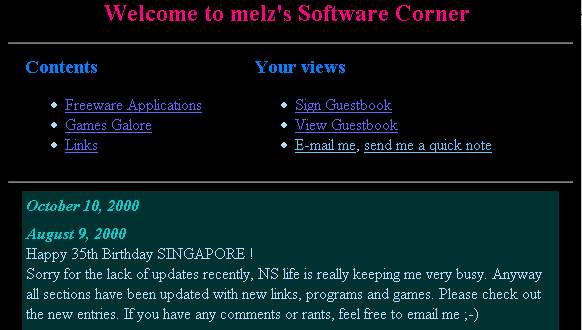 Welcome to melz's Software Corner
Contents
Freeware Applications
Games Galore
Links
Your views
Sign Guestbook
View Guestbook
E-mail me, send me a quick note
October 10, 2000
August 9, 2000
Happy 35th Birthday SINGAPORE !
Sorry for the lack of updates recently, NS life is really keeping me very busy. Anyway
all sections have been updated with new links, programs and games. Please check out
the new entries. If you have any comments or rants, feel free to email me ;-)